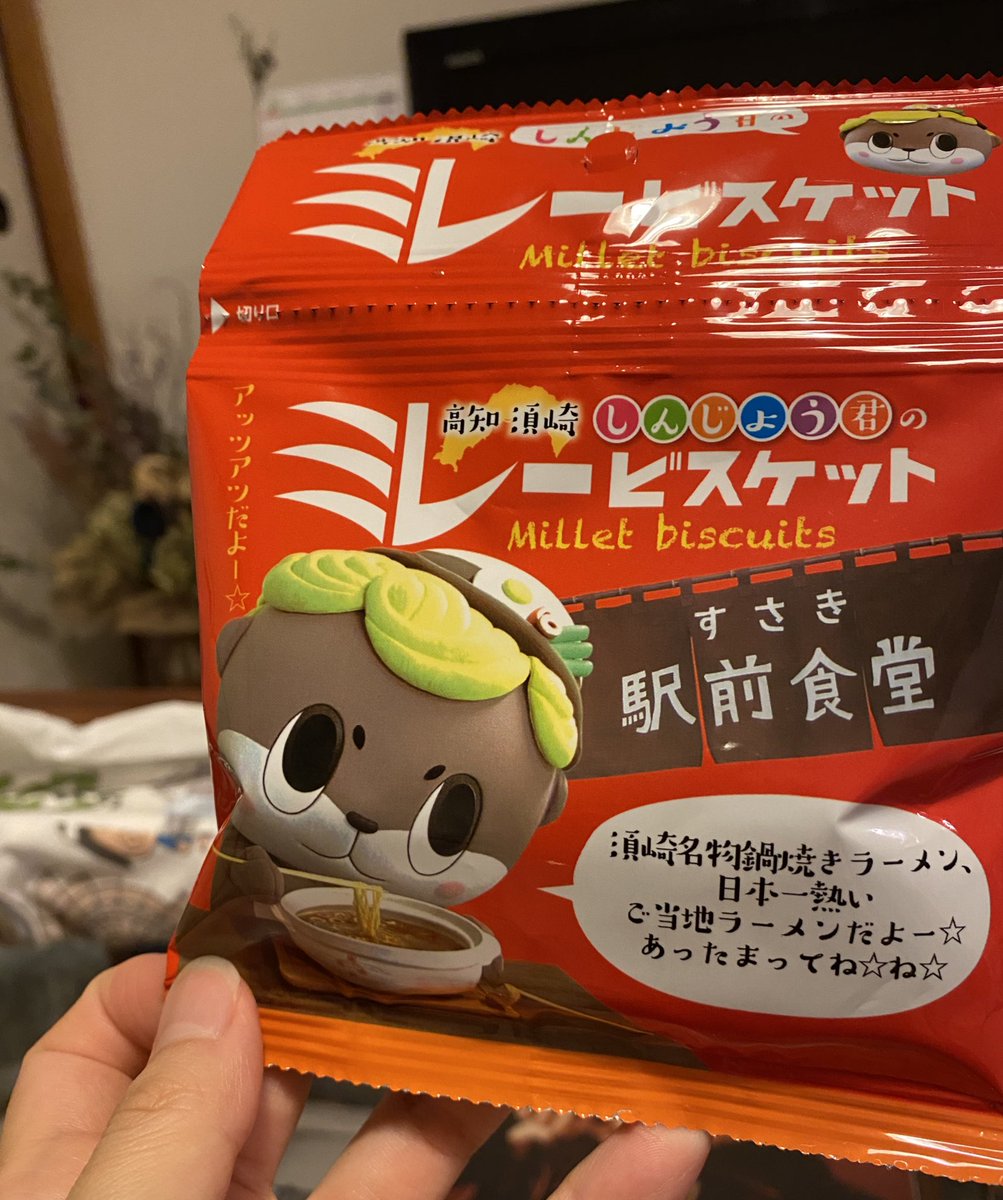 高知・須崎 しんじょう君の
ミレービスケット
Millet biscuits
切り口
高知・須崎 しんじょう君の
ミレービスケット
Millet biscuits
アッツアツだよー☆
すさき
駅前食堂
須崎名物鍋焼きラーメン、
日本一熱い
ご当地ラーメンだよー☆
あったまってね☆ね☆